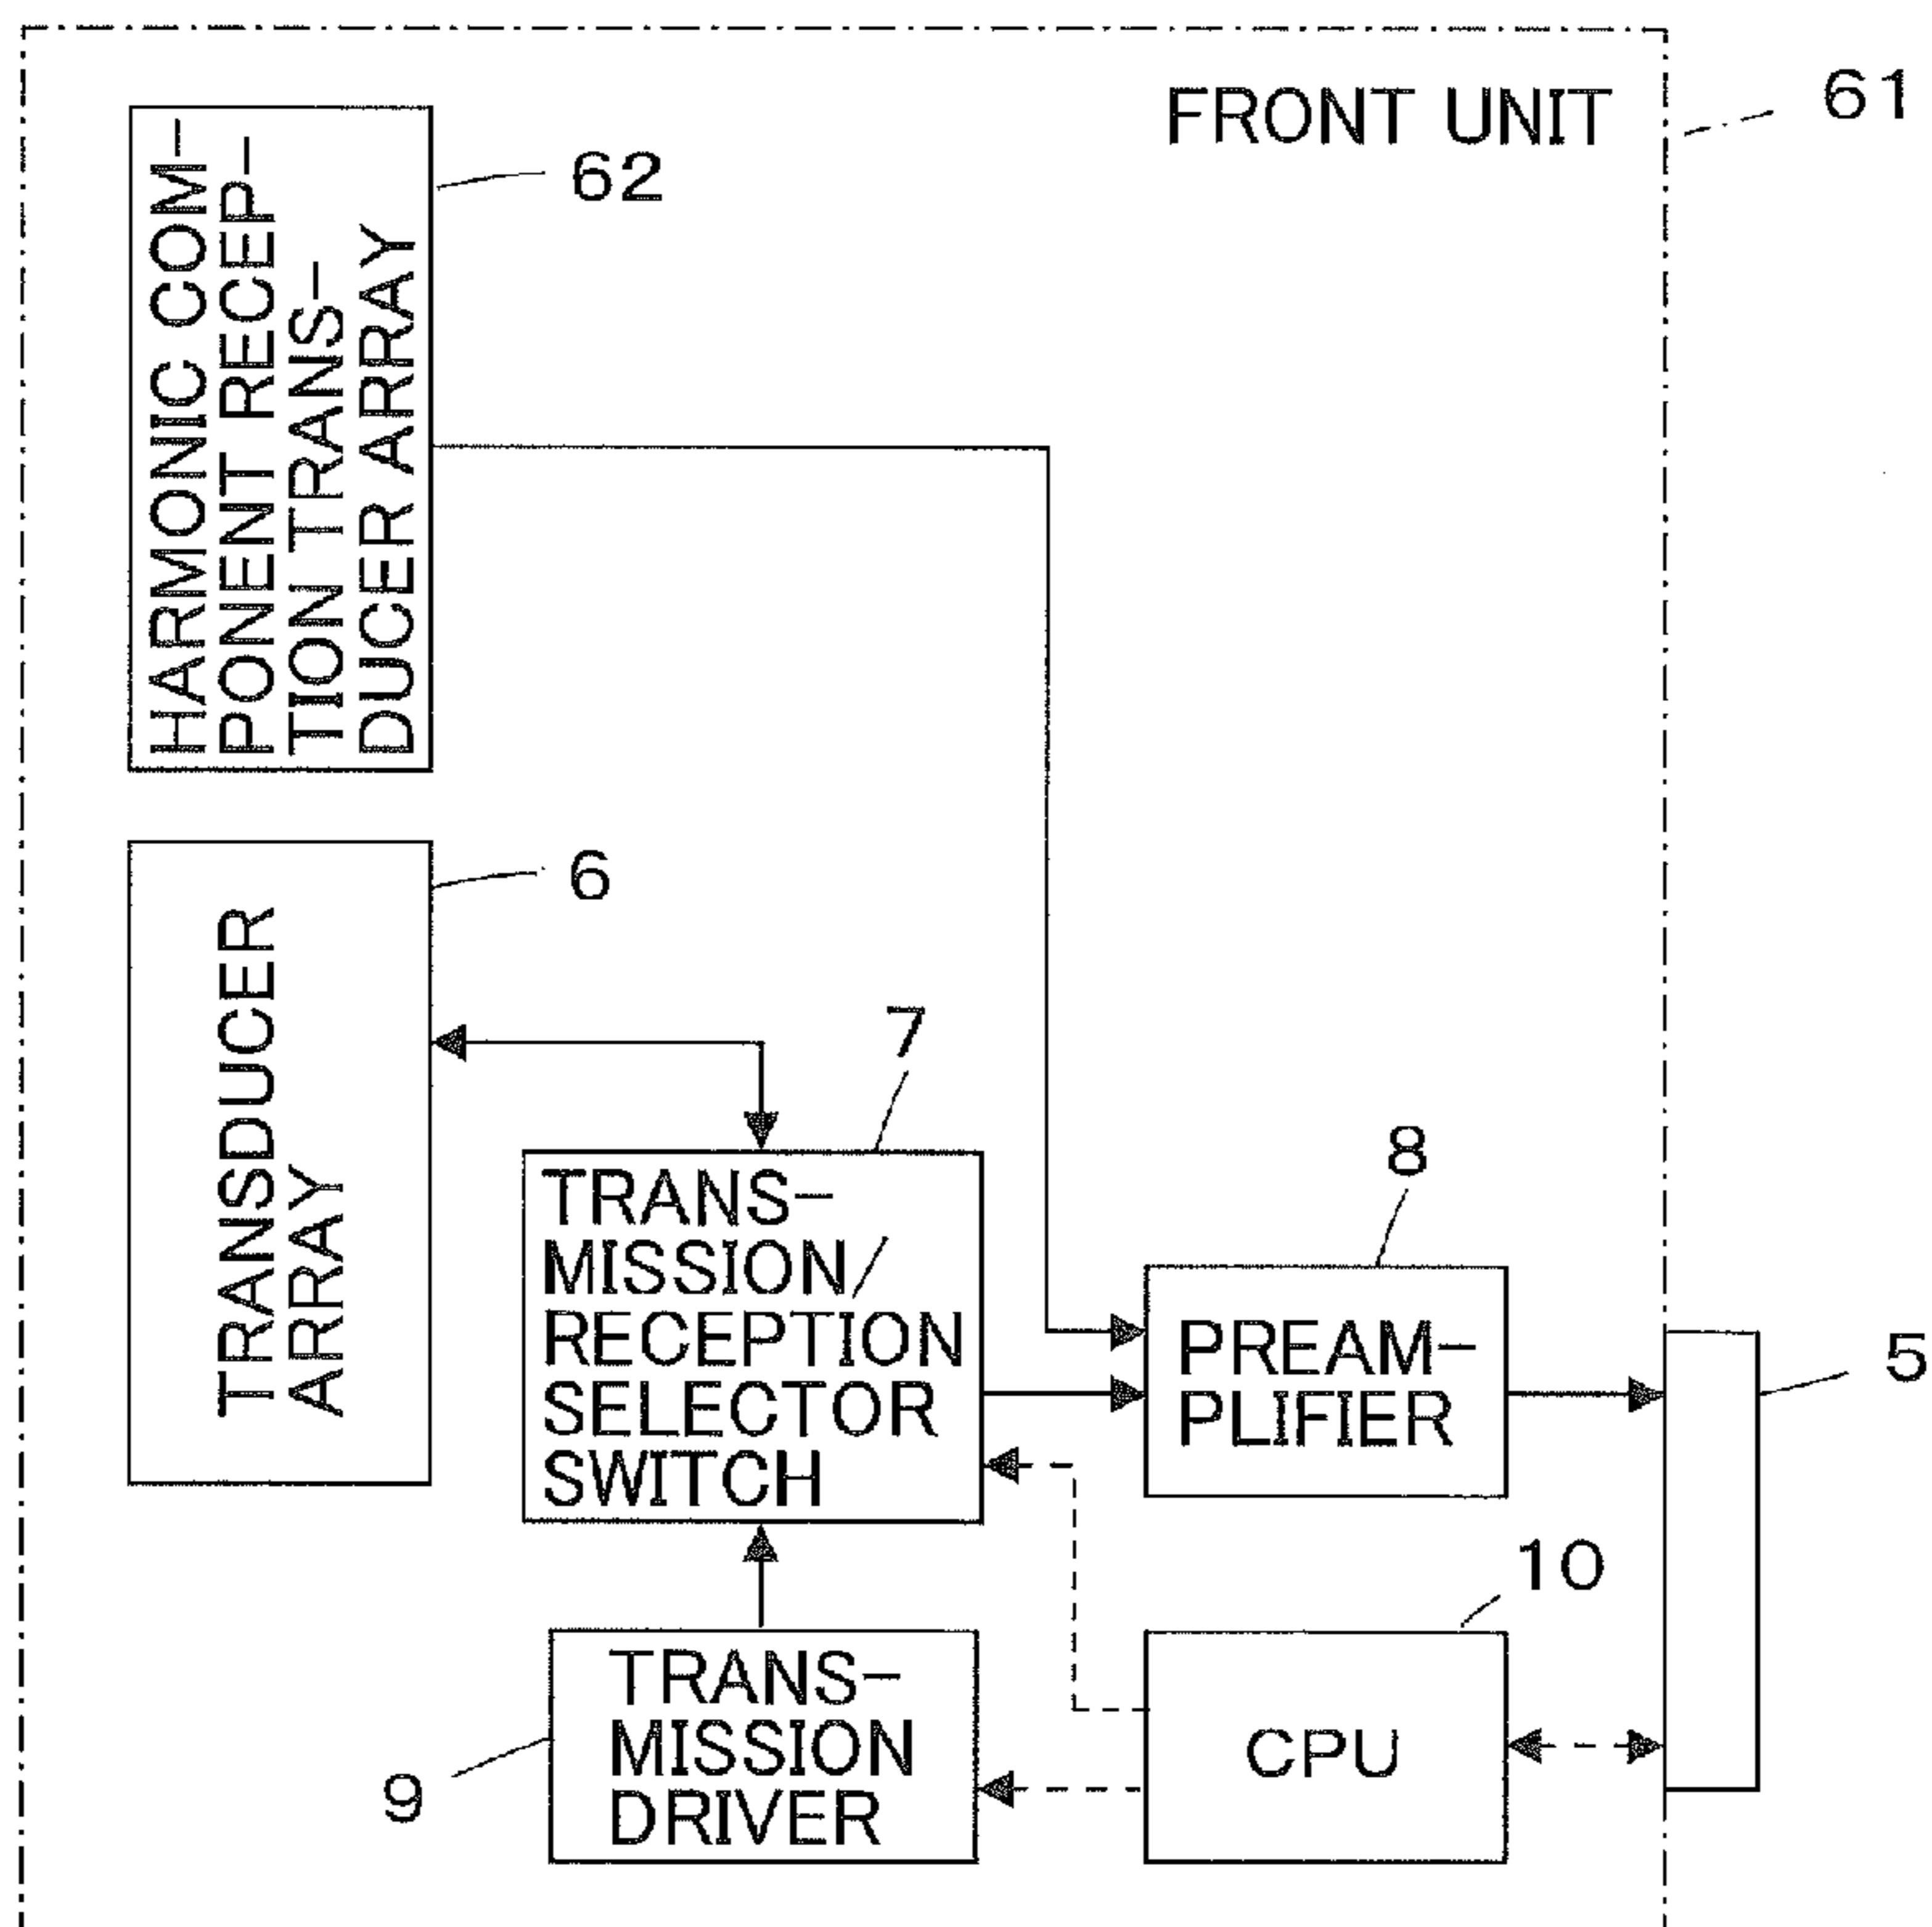 FRONT UNIT
61
HARMONIC COM-
PONENT RECEP-
TION TRANS-
DUCER ARRAY
62
TRANSDUCER
ARRAY
6
7
TRANS-
MISSION/
RECEPTION
SELECTOR
SWITCH
8
PREAM-
PLIFIER
5
10
TRANS-
MISSION
DRIVER
9
CPU